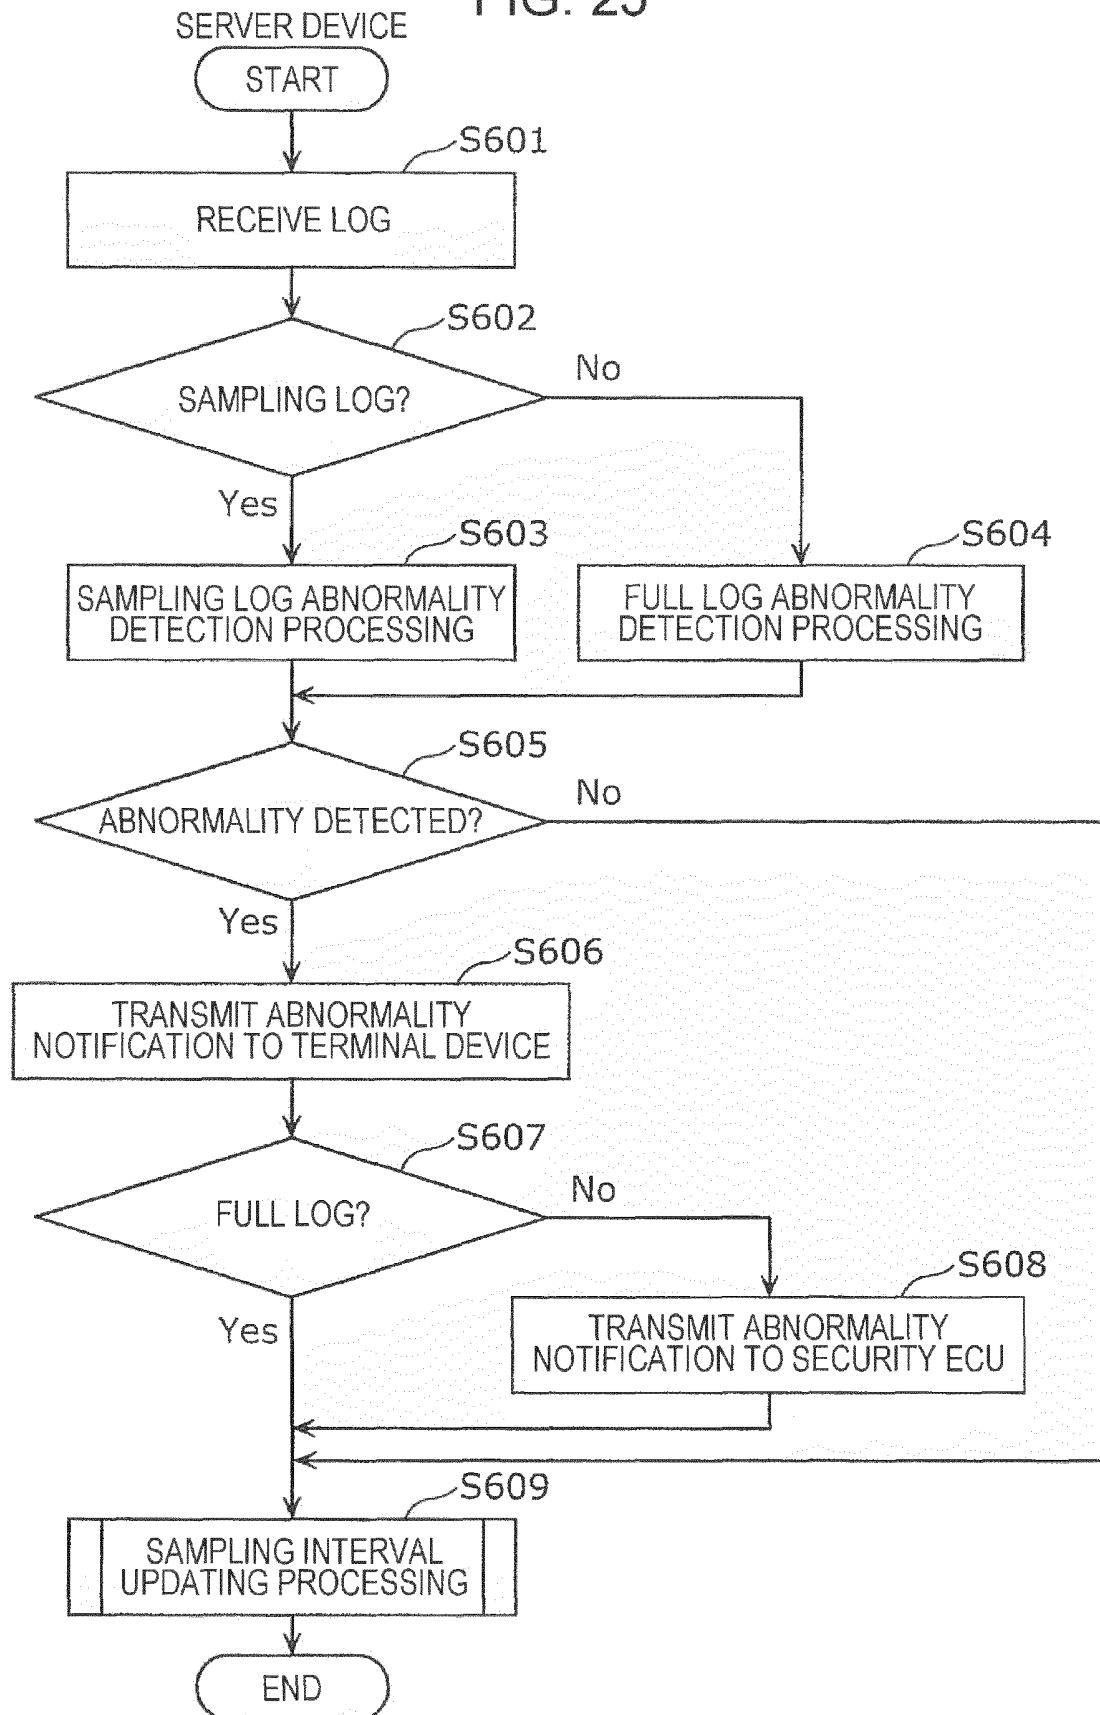 FIG. 25
SERVER DEVICE
START
S601
RECEIVE LOG
S602
SAMPLING LOG?
No
Yes
S603
SAMPLING LOG ABNORMALITY
DETECTION PROCESSING
S604
FULL LOG ABNORMALITY
DETECTION PROCESSING
S605
ABNORMALITY DETECTED?
No
Yes
S606
TRANSMIT ABNORMALITY
NOTIFICATION TO TERMINAL DEVICE
S607
FULL LOG?
No
Yes
S608
TRANSMIT ABNORMALITY
NOTIFICATION TO SECURITY ECU
S609
SAMPLING INTERVAL
UPDATING PROCESSING
END